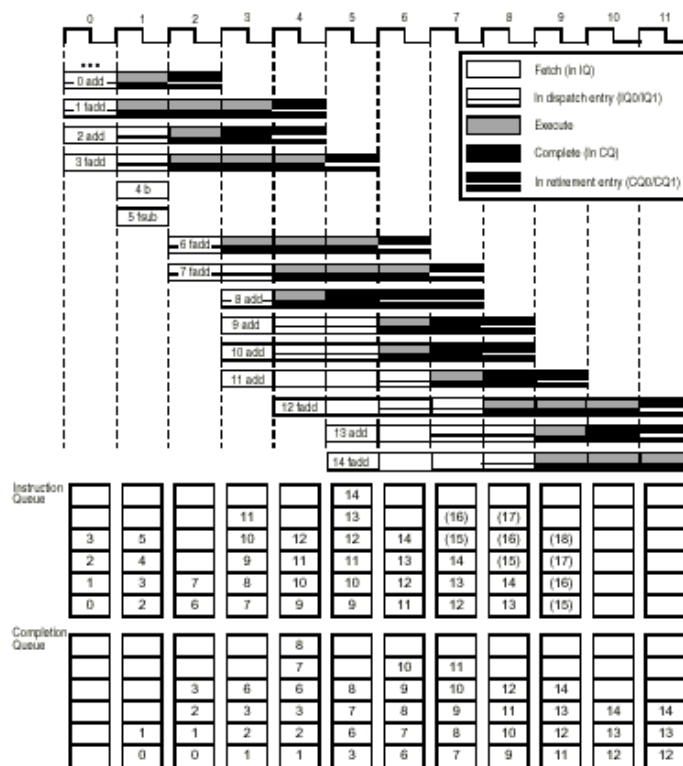 0 1 2 3 4 5 6 7 8 9 10 11
...
0 add
1 fadd
2 add
3 fadd
4 b
5 fsub
6 fadd
7 fadd
8 add
9 add
10 add
11 add
12 fadd
13 add
14 fadd
Fetch (in IQ)
In dispatch entry (IQ0/IQ1)
Execute
Complete (In CQ)
In retirement entry (CQ0/CQ1)
Instruction
Queue
14
11 13 (16) (17)
3 5 10 12 12 14 (15) (16) (18)
2 4 9 11 11 13 14 (15) (17)
1 3 7 8 10 10 12 13 14 (16)
0 2 6 7 9 9 11 12 13 (15)
Completion
Queue
8
7 10 11
3 6 6 8 9 10 12 14
2 3 3 7 8 9 11 13 14 14
1 1 2 2 6 7 8 10 12 13 13
0 0 1 1 3 6 7 9 11 12 12